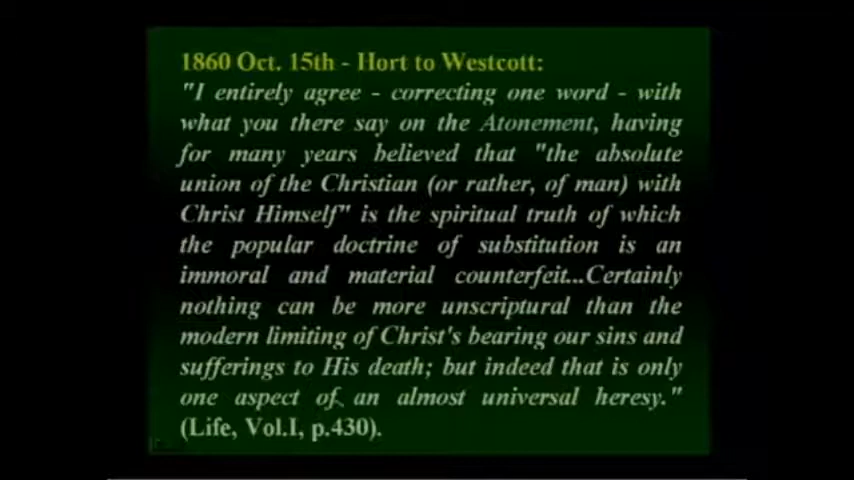 1860 Oct. 15th - Hort to Westcott:
"I entirely agree - correcting one word - with
what you there say on the Atonement, having
for many years believed that "the absolute
union of the Christian (or rather, of man) with
Christ Himself" is the spiritual truth of which
the popular doctrine of substitution is an
immoral and material counterfeit...Certainly
nothing can be more unscriptural than the
modern limiting of Christ's bearing our sins and
sufferings to His death; but indeed that is only
one aspect of an almost universal heresy."
(Life, Vol.I, p.430).